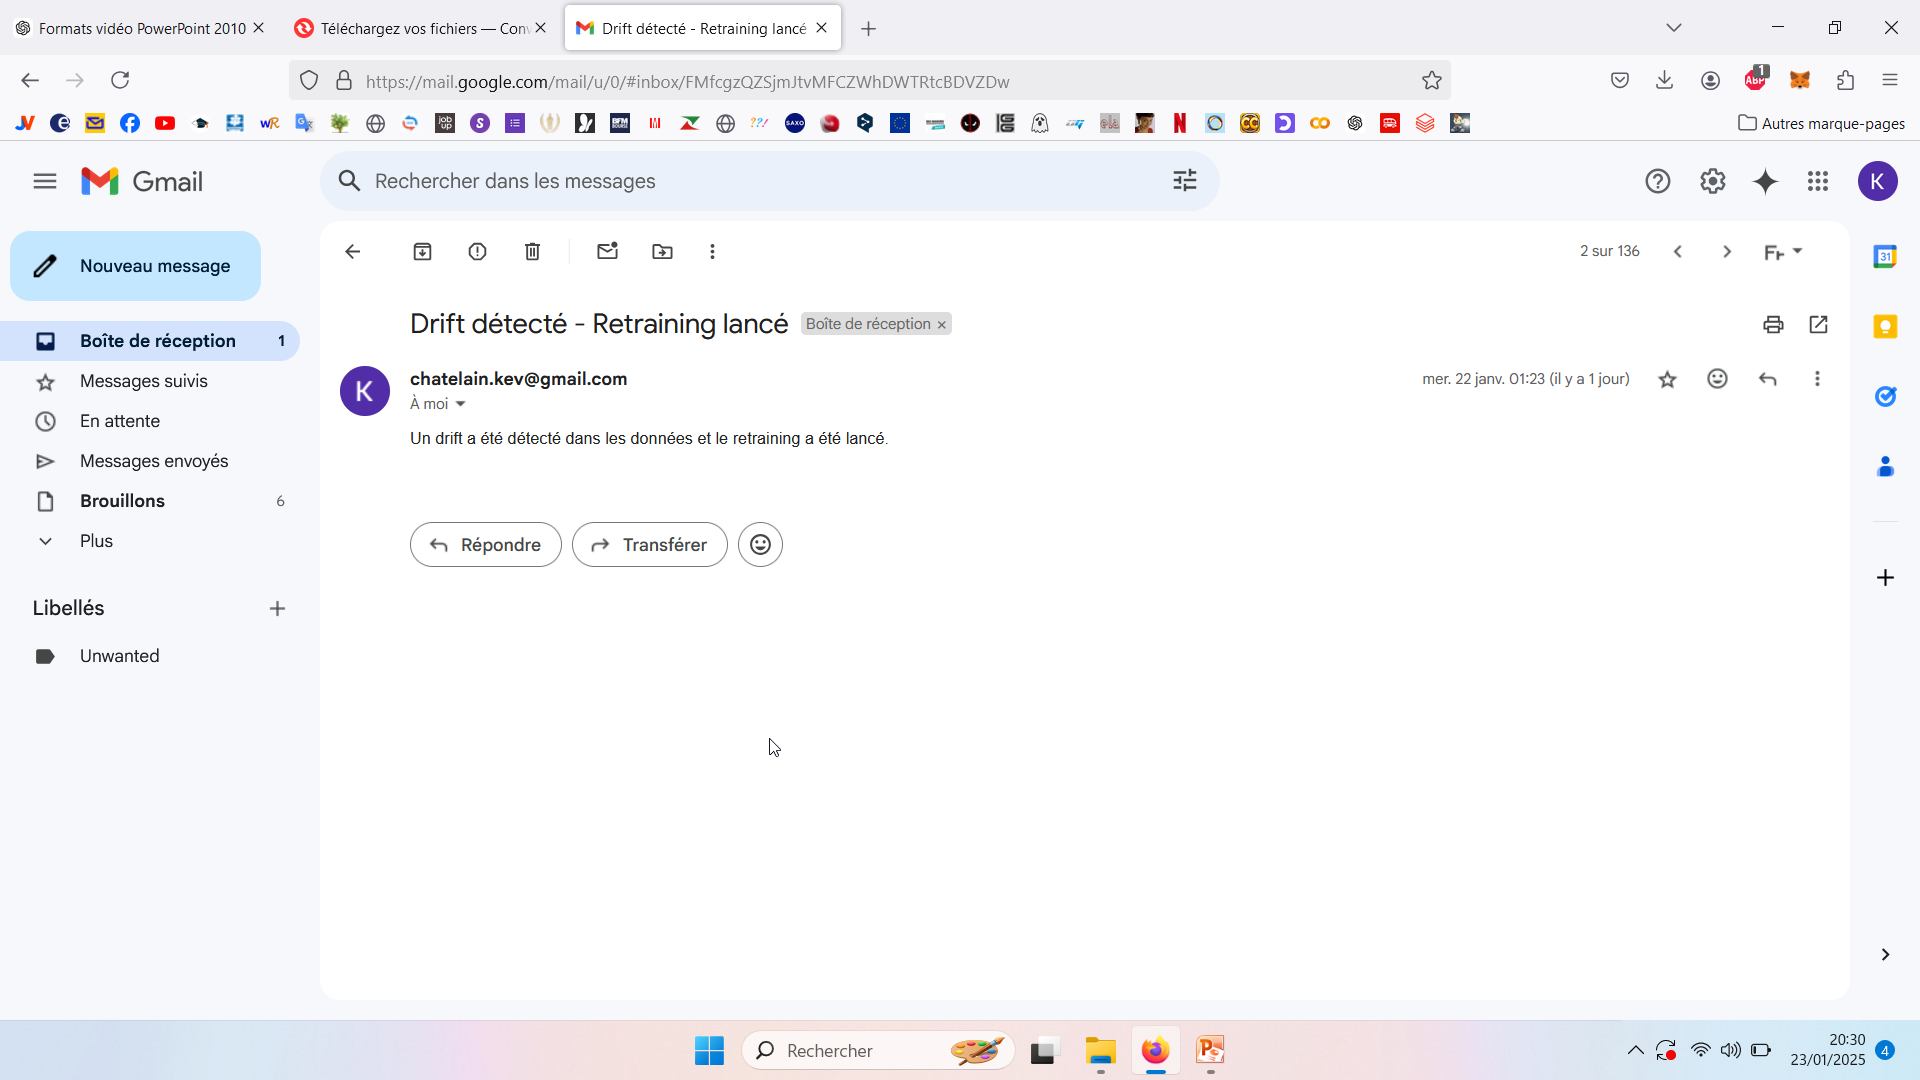 Formats vidéo PowerPoint 2010
Téléchargez vos fichiers — Conv
Drift détecté - Retraining lancé
https://mail.google.com/mail/u/0/#inbox/FMfcgzQZSjmJtvMFCZWhDWTRtcBDVZDw
1
ABP
Autres marque-pages
Gmail
Rechercher dans les messages
K
Nouveau message
2 sur 136
Boîte de réception 1
Messages suivis
En attente
Messages envoyés
Brouillons 6
Plus
Libellés
Unwanted
Drift détecté - Retraining lancé Boîte de réception ×
K
chatelain.kev@gmail.com
mer. 22 janv. 01:23 (il y a 1 jour)
À moi
Un drift a été détecté dans les données et le retraining a été lancé.
Répondre
Transférer
31
Rechercher
20:30
23/01/2025
4